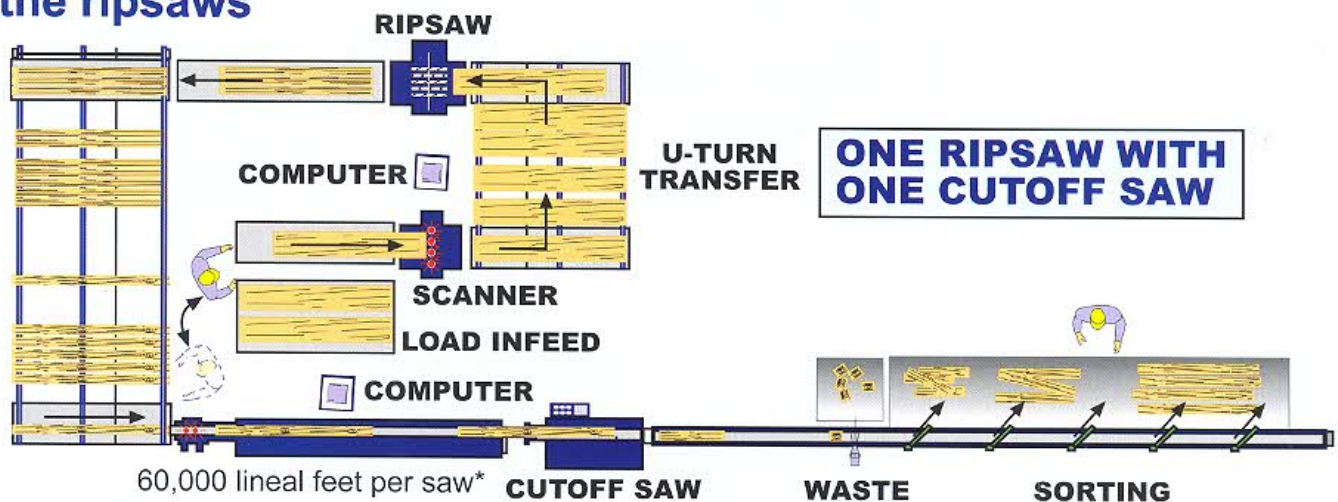 the ripsaws
RIPSAW
COMPUTER
U-TURN
TRANSFER
ONE RIPSAW WITH
ONE CUTOFF SAW
SCANNER
LOAD INFEED
COMPUTER
60,000 lineal feet per saw*
CUTOFF SAW
WASTE
SORTING